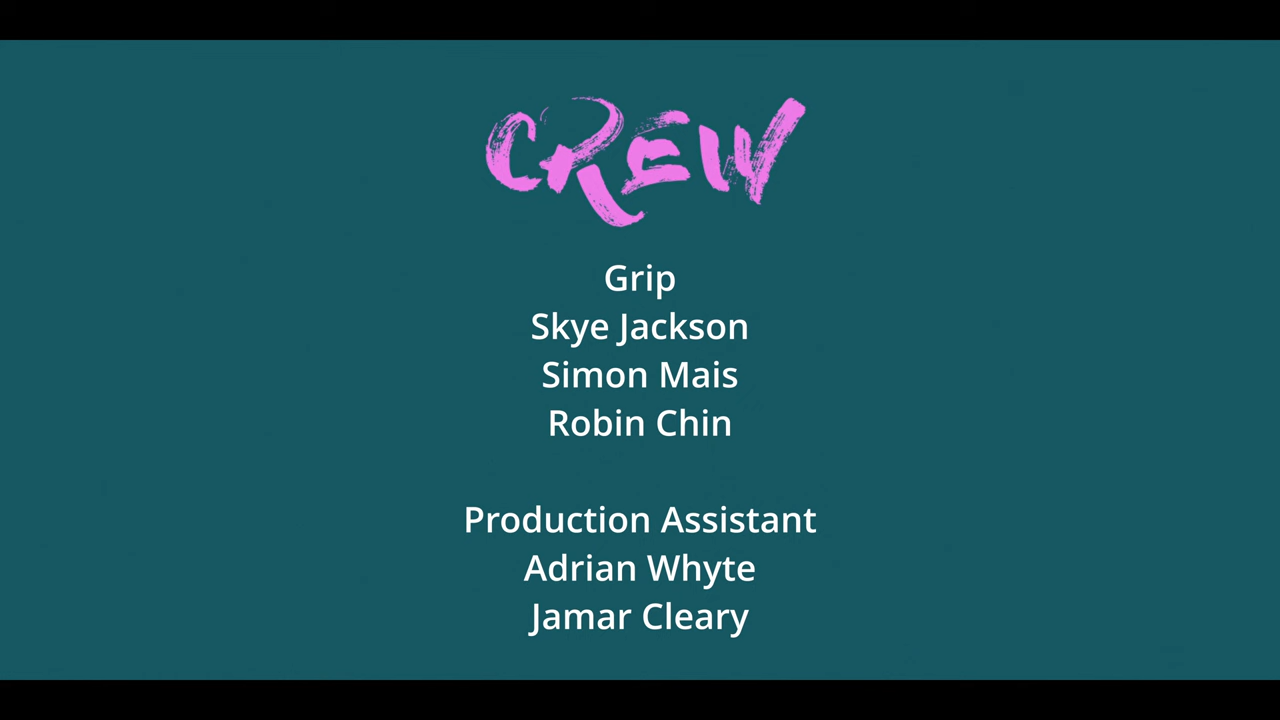 CREW
Grip
Skye Jackson
Simon Mais
Robin Chin
Production Assistant
Adrian Whyte
Jamar Cleary